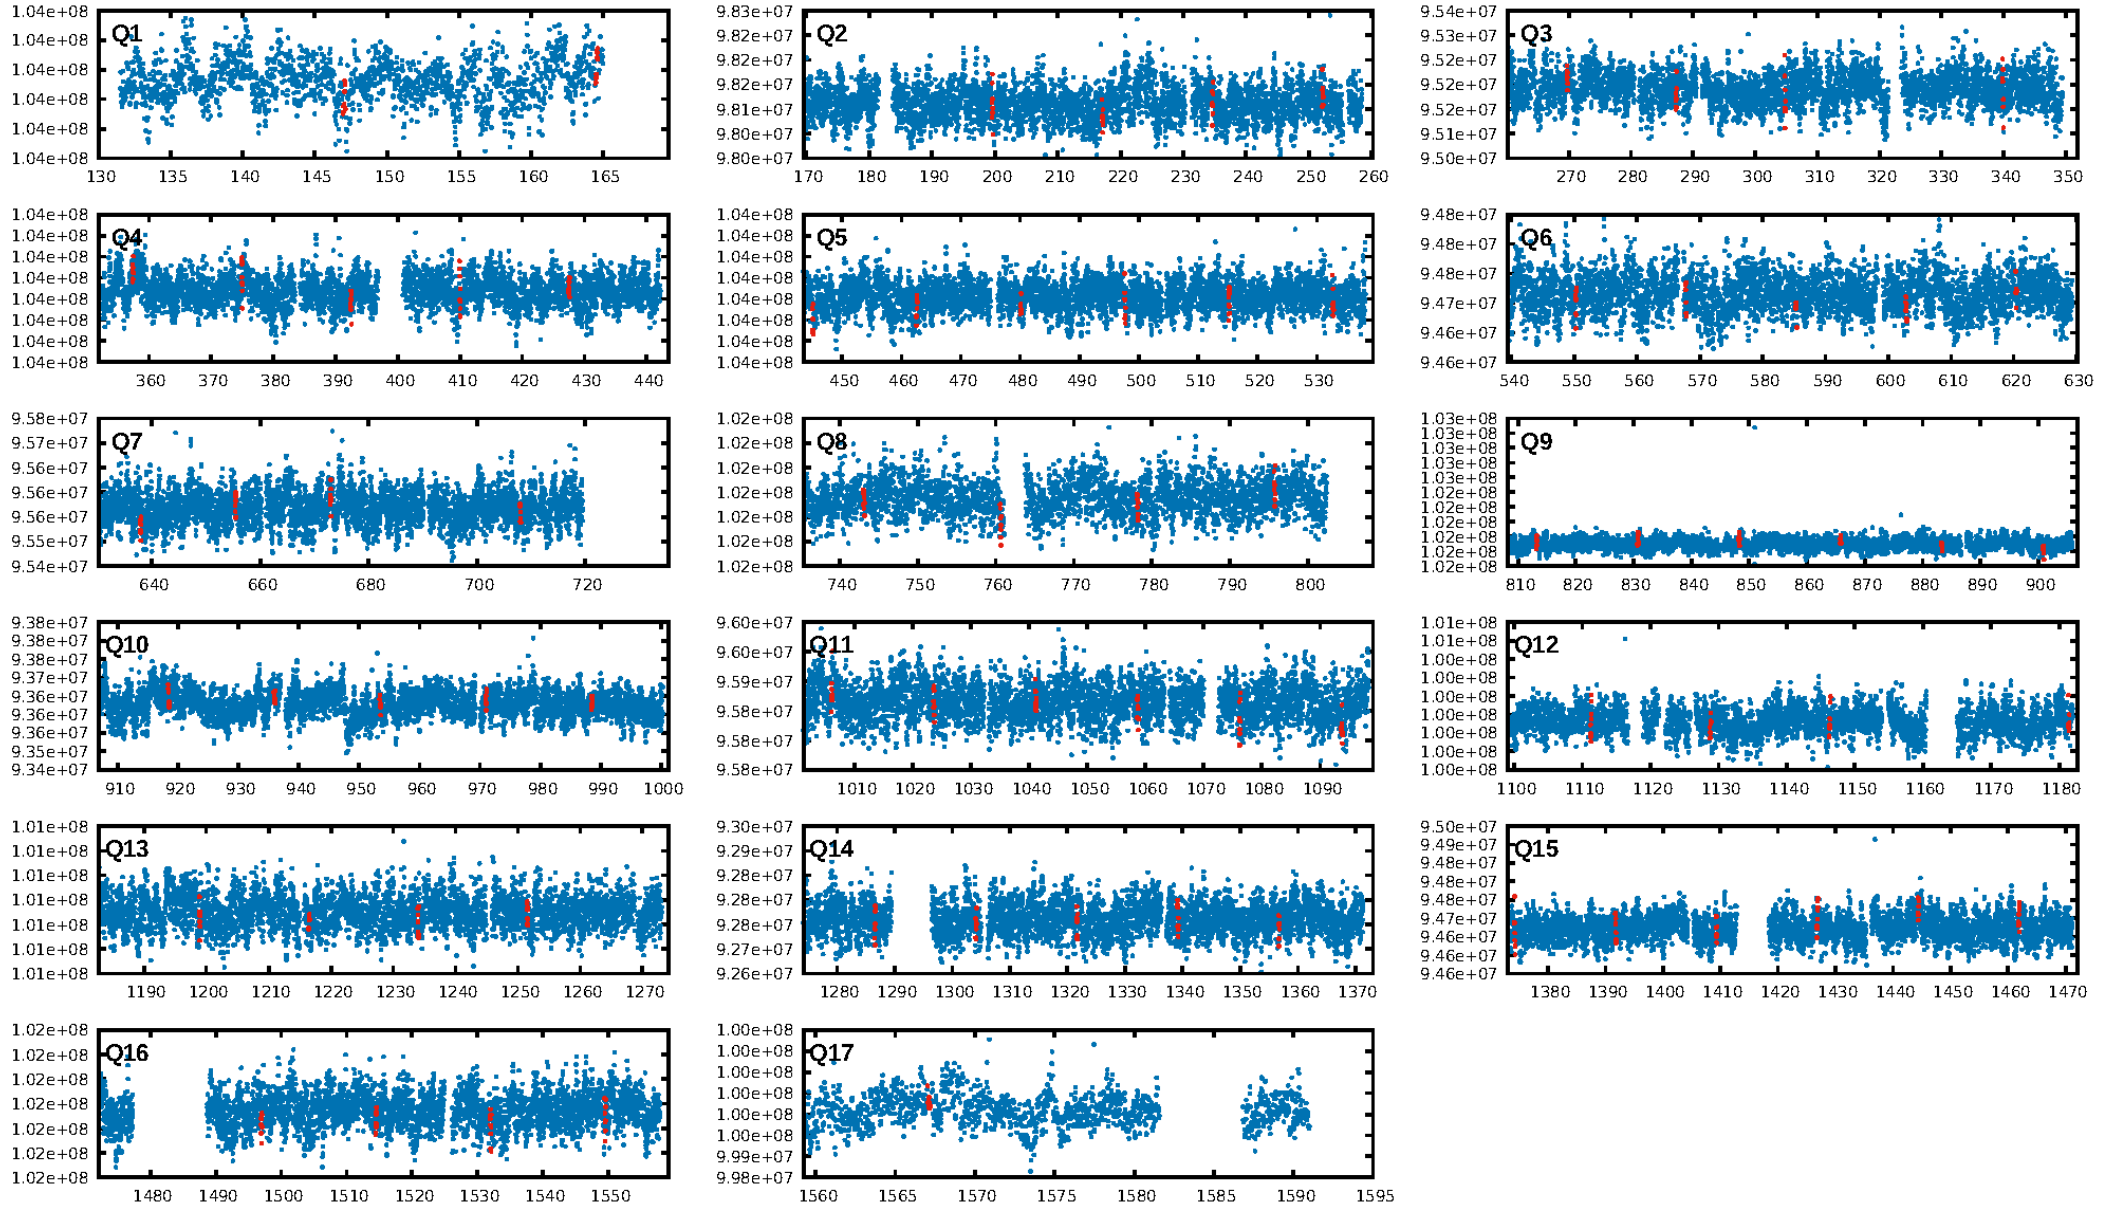 Q1
1.04e+08
1.04e+08
1.04e+08
1.04e+08
1.04e+08
1.04e+08
130 135 140 145 150 155 160 165
Q2
9.83e+07
9.82e+07
9.82e+07
9.82e+07
9.81e+07
9.80e+07
9.80e+07
170 180 190 200 210 220 230 240 250 260
Q3
9.54e+07
9.53e+07
9.53e+07
9.52e+07
9.52e+07
9.51e+07
9.50e+07
270 280 290 300 310 320 330 340 350
Q4
1.04e+08
1.04e+08
1.04e+08
1.04e+08
1.04e+08
1.04e+08
1.04e+08
1.04e+08
360 370 380 390 400 410 420 430 440
Q5
1.04e+08
1.04e+08
1.04e+08
1.04e+08
1.04e+08
1.04e+08
1.04e+08
1.04e+08
450 460 470 480 490 500 510 520 530
Q6
9.48e+07
9.48e+07
9.48e+07
9.47e+07
9.46e+07
9.46e+07
540 550 560 570 580 590 600 610 620 630
Q7
9.58e+07
9.57e+07
9.56e+07
9.56e+07
9.56e+07
9.55e+07
9.54e+07
640 660 680 700 720
Q8
1.02e+08
1.02e+08
1.02e+08
1.02e+08
1.02e+08
1.02e+08
1.02e+08
740 750 760 770 780 790 800
Q9
1.03e+08
1.03e+08
1.03e+08
1.03e+08
1.03e+08
1.02e+08
1.02e+08
1.02e+08
1.02e+08
1.02e+08
1.02e+08
810 820 830 840 850 860 870 880 890 900
Q10
9.38e+07
9.38e+07
9.38e+07
9.37e+07
9.36e+07
9.36e+07
9.36e+07
9.35e+07
9.34e+07
910 920 930 940 950 960 970 980 990 1000
Q11
9.60e+07
9.60e+07
9.59e+07
9.58e+07
9.58e+07
9.58e+07
1010 1020 1030 1040 1050 1060 1070 1080 1090
Q12
1.01e+08
1.01e+08
1.00e+08
1.00e+08
1.00e+08
1.00e+08
1.00e+08
1.00e+08
1.00e+08
1100 1110 1120 1130 1140 1150 1160 1170 1180
Q13
1.01e+08
1.01e+08
1.01e+08
1.01e+08
1.01e+08
1.01e+08
1.01e+08
1190 1200 1210 1220 1230 1240 1250 1260 1270
Q14
9.30e+07
9.29e+07
9.28e+07
9.28e+07
9.28e+07
9.27e+07
9.26e+07
1280 1290 1300 1310 1320 1330 1340 1350 1360 1370
Q15
9.50e+07
9.49e+07
9.48e+07
9.48e+07
9.48e+07
9.47e+07
9.46e+07
9.46e+07
9.46e+07
1380 1390 1400 1410 1420 1430 1440 1450 1460 1470
Q16
1.02e+08
1.02e+08
1.02e+08
1.02e+08
1.02e+08
1.02e+08
1.02e+08
1480 1490 1500 1510 1520 1530 1540 1550
Q17
1.00e+08
1.00e+08
1.00e+08
1.00e+08
1.00e+08
1.00e+08
9.99e+07
9.98e+07
1560 1565 1570 1575 1580 1585 1590 1595